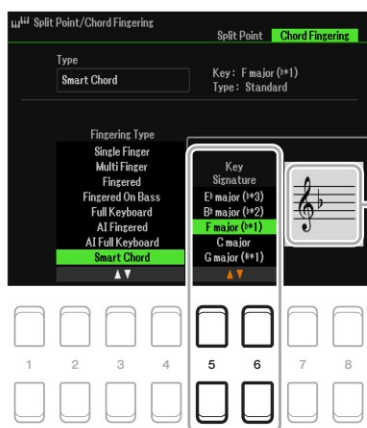 Split Point/Chord Fingering
Split Point
Chord Fingering
Type
Smart Chord
Key: F major (♭*1)
Type: Standard
Fingering Type
Single Finger
Multi Finger
Fingered
Fingered On Bass
Full Keyboard
AI Fingered
AI Full Keyboard
Smart Chord
Key
Signature
E♭ major (♭*3)
B♭ major (♭*2)
F major (♭*1)
C major
G major (♯*1)
1 2 3 4 5 6 7 8